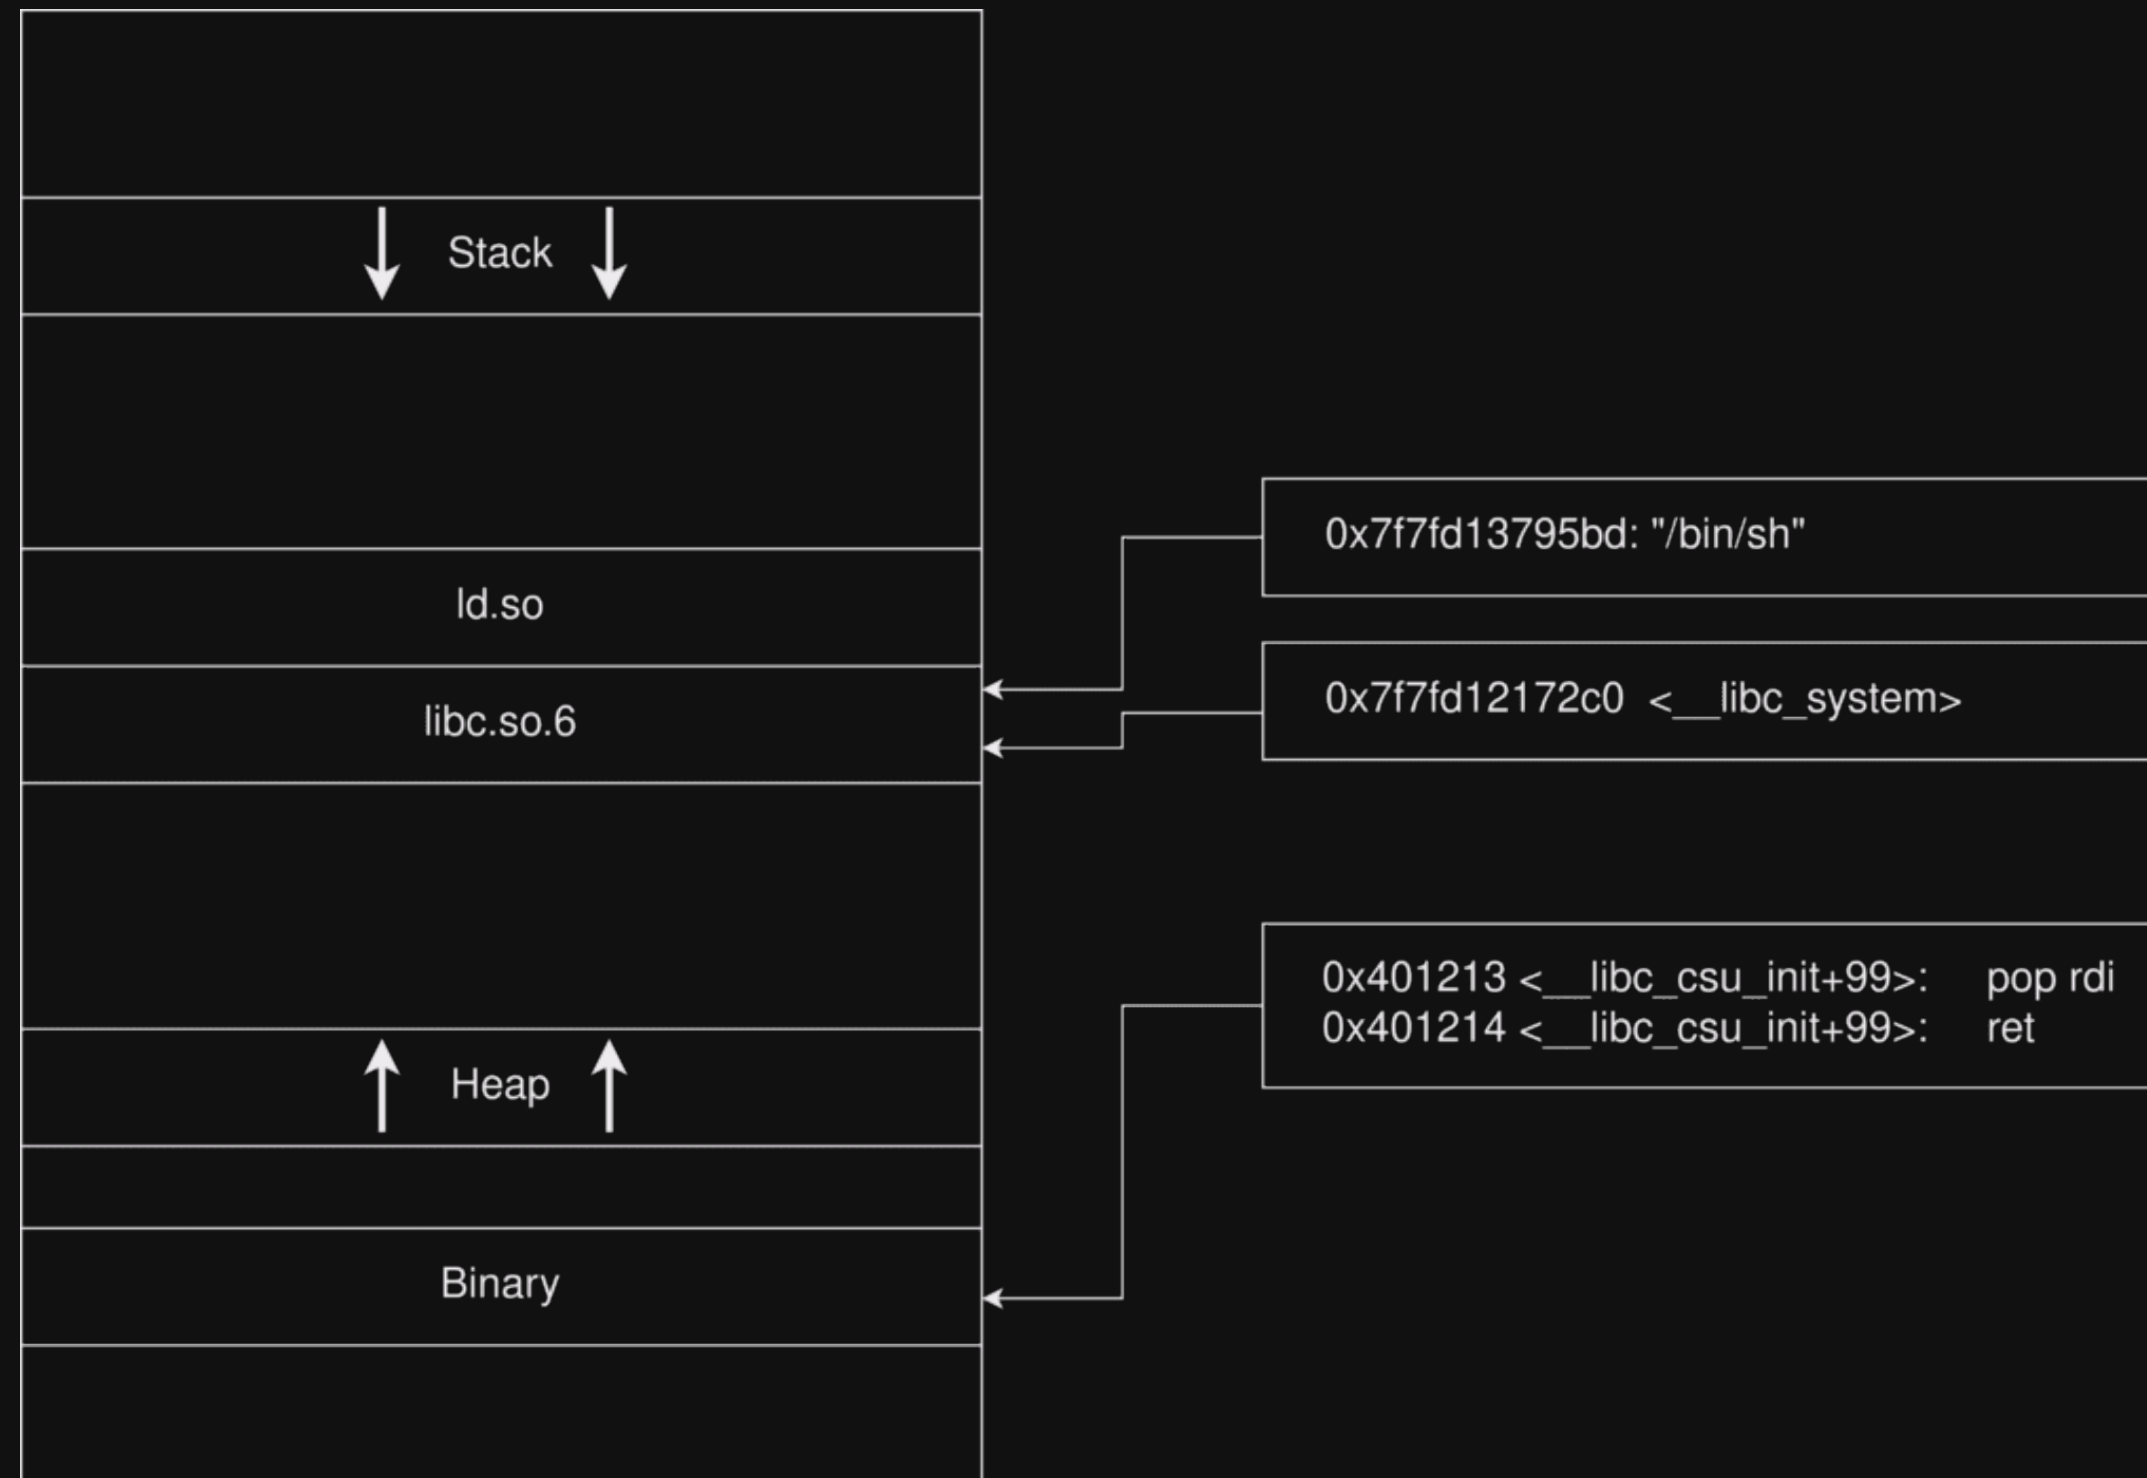 Stack
ld.so
libc.so.6
Heap
Binary
0x7f7fd13795bd: "/bin/sh"
0x7f7fd12172c0 <__libc_system>
0x401213 <__libc_csu_init+99>: pop rdi
0x401214 <__libc_csu_init+99>: ret